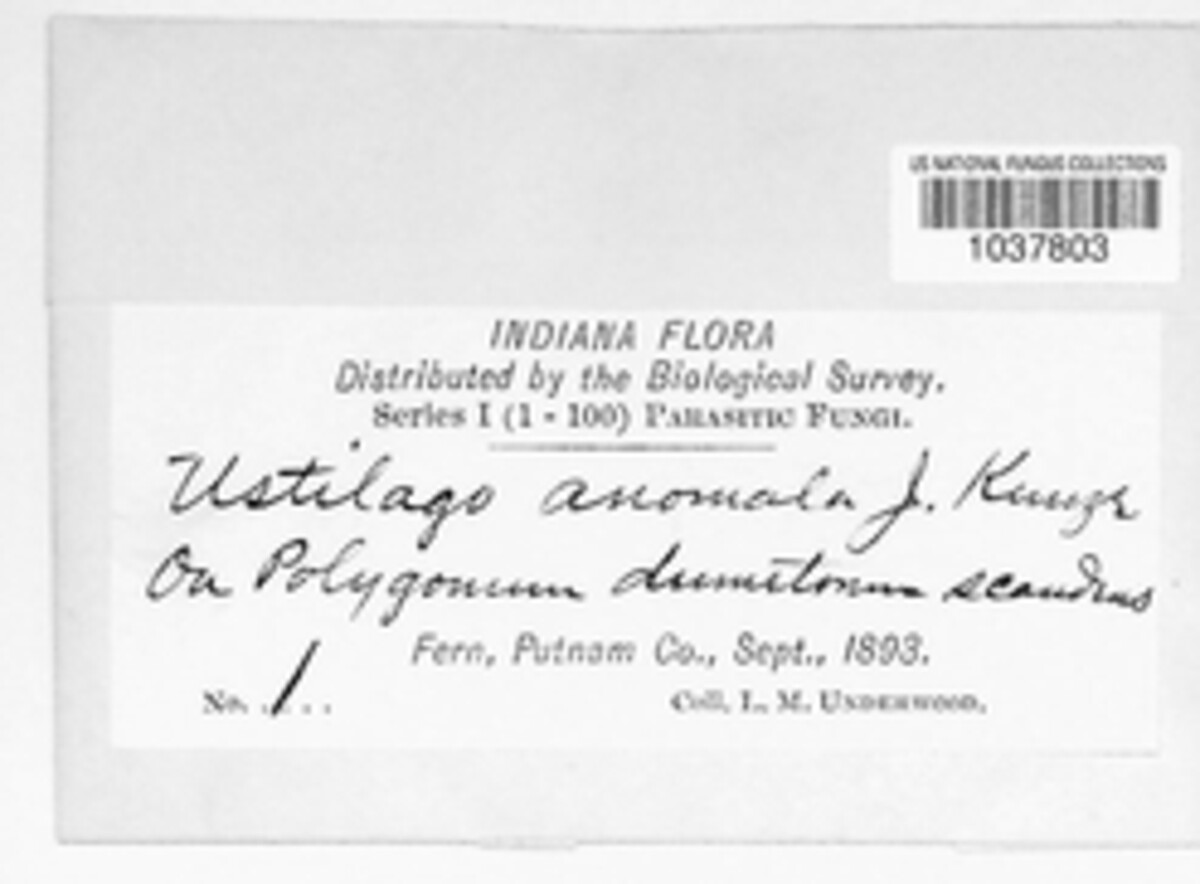 US NATIONAL FUNGUS COLLECTIONS
1037803
INDIANA FLORA
Distributed by the Biological Survey.
Series I (1 - 100) PARASITIC FUNGI.
Ustilago anomala J. Kunze
On Polygonum dumetorum scandens
Fern, Putnam Co., Sept., 1893.
No. 1 . .
Coll. L. M. UNDERWOOD.